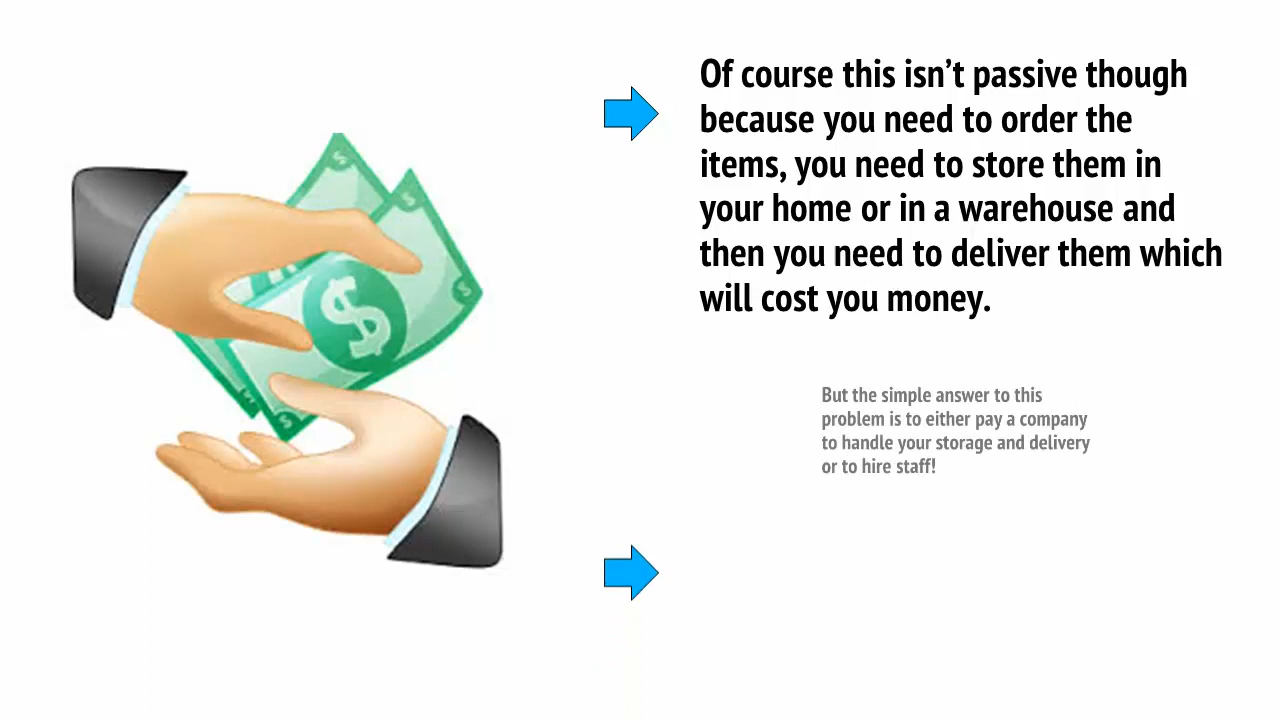 Of course this isn’t passive though
because you need to order the
items, you need to store them in
your home or in a warehouse and
then you need to deliver them which
will cost you money.
But the simple answer to this
problem is to either pay a company
to handle your storage and delivery
or to hire staff!